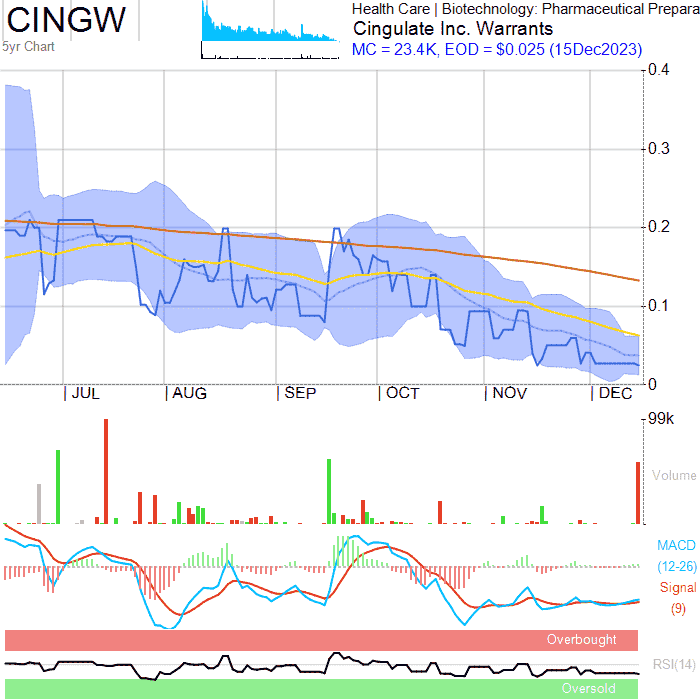 CINGW
5yr Chart
Health Care | Biotechnology: Pharmaceutical Prepara
Cingulate Inc. Warrants
MC = 23.4K, EOD = $0.025 (15Dec2023)
0.4
0.3
0.2
0.1
0
JUL AUG SEP OCT NOV DEC
99k
Volume
MACD
(12-26)
Signal
(9)
Overbought
RSI(14)
Oversold